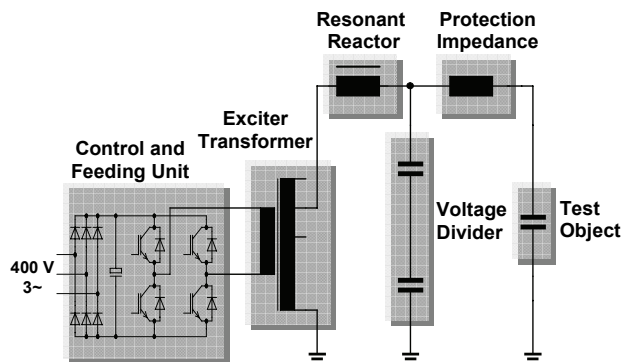 Resonant
Reactor
Protection
Impedance
Exciter
Transformer
Control and
Feeding Unit
Voltage
Divider
Test
Object
400 V
3~